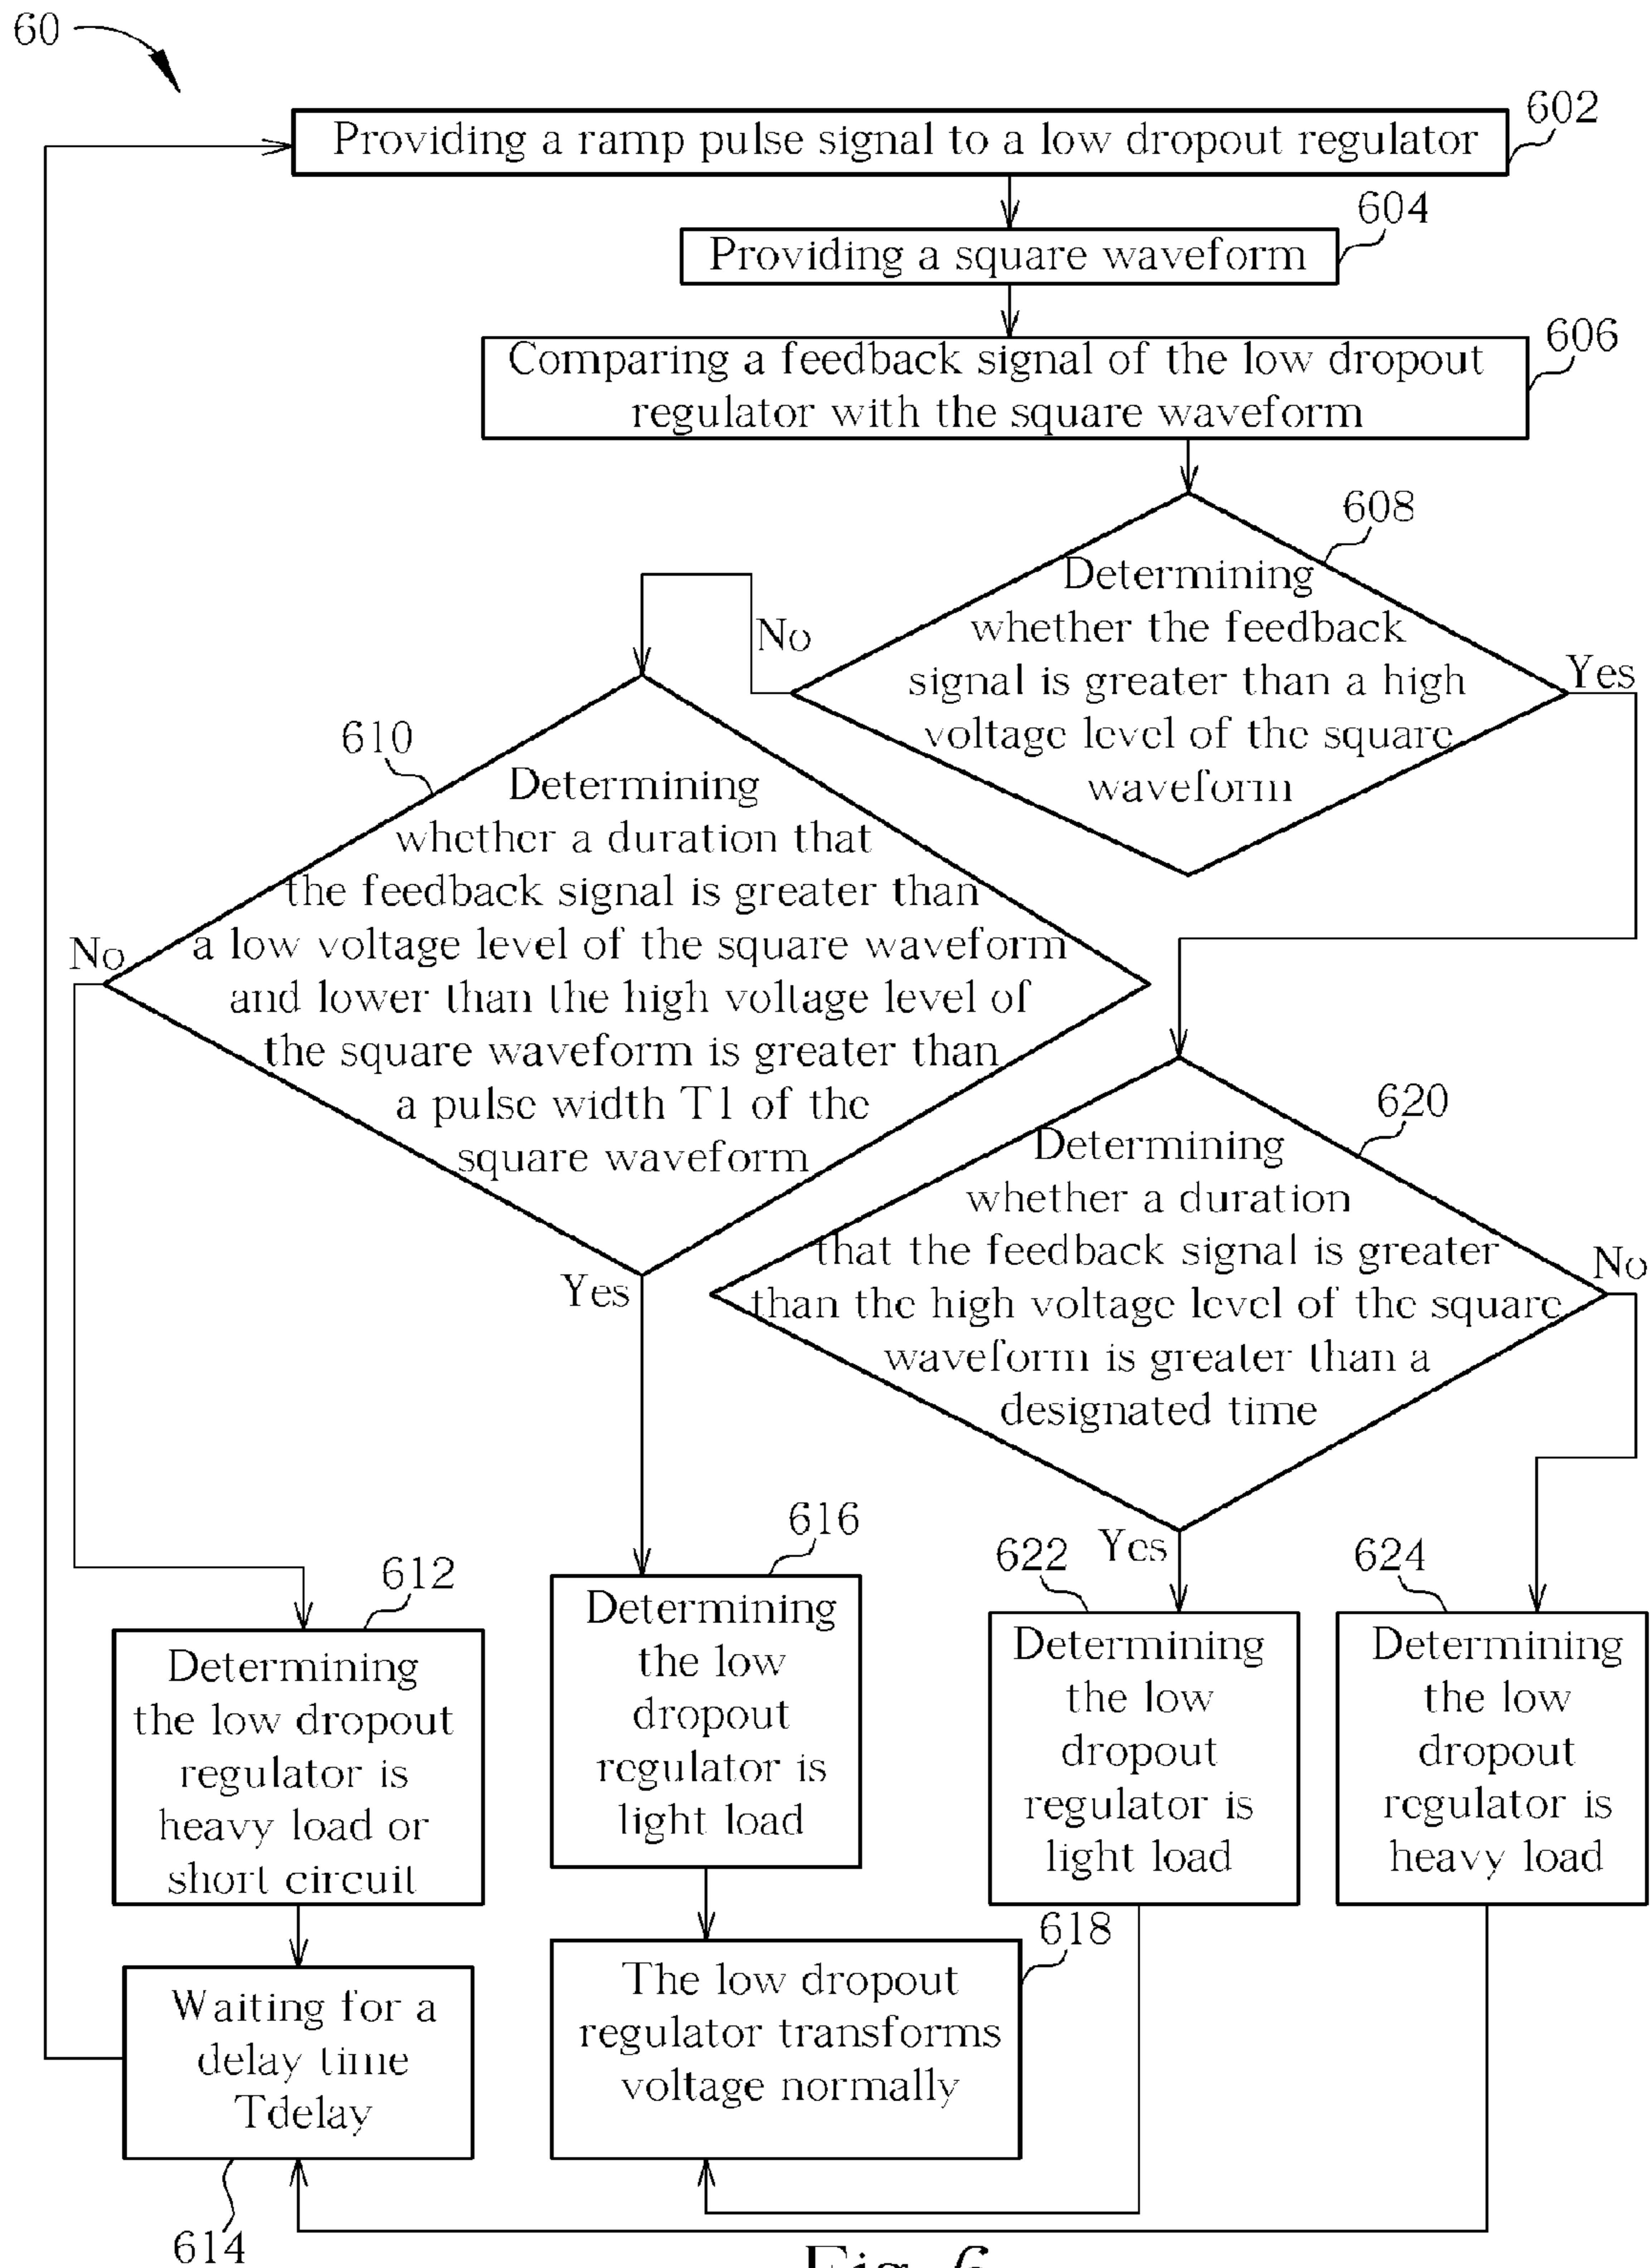 60
Providing a ramp pulse signal to a low dropout regulator
602
Providing a square waveform
604
Comparing a feedback signal of the low dropout
regulator with the square waveform
606
608
Determining
whether the feedback
signal is greater than a high
voltage level of the square
waveform
No
Yes
610
Determining
whether a duration that
the feedback signal is greater than
a low voltage level of the square waveform
and lower than the high voltage level of
the square waveform is greater than
a pulse width T1 of the
square waveform
No
Yes
620
Determining
whether a duration
that the feedback signal is greater
than the high voltage level of the square
waveform is greater than a
designated time
No
Yes
612
Determining
the low dropout
regulator is
heavy load or
short circuit
616
Determining
the low
dropout
regulator is
light load
622
Determining
the low
dropout
regulator is
light load
624
Determining
the low
dropout
regulator is
heavy load
Waiting for a
delay time
Tdelay
614
618
The low dropout
regulator transforms
voltage normally
Fig. 6